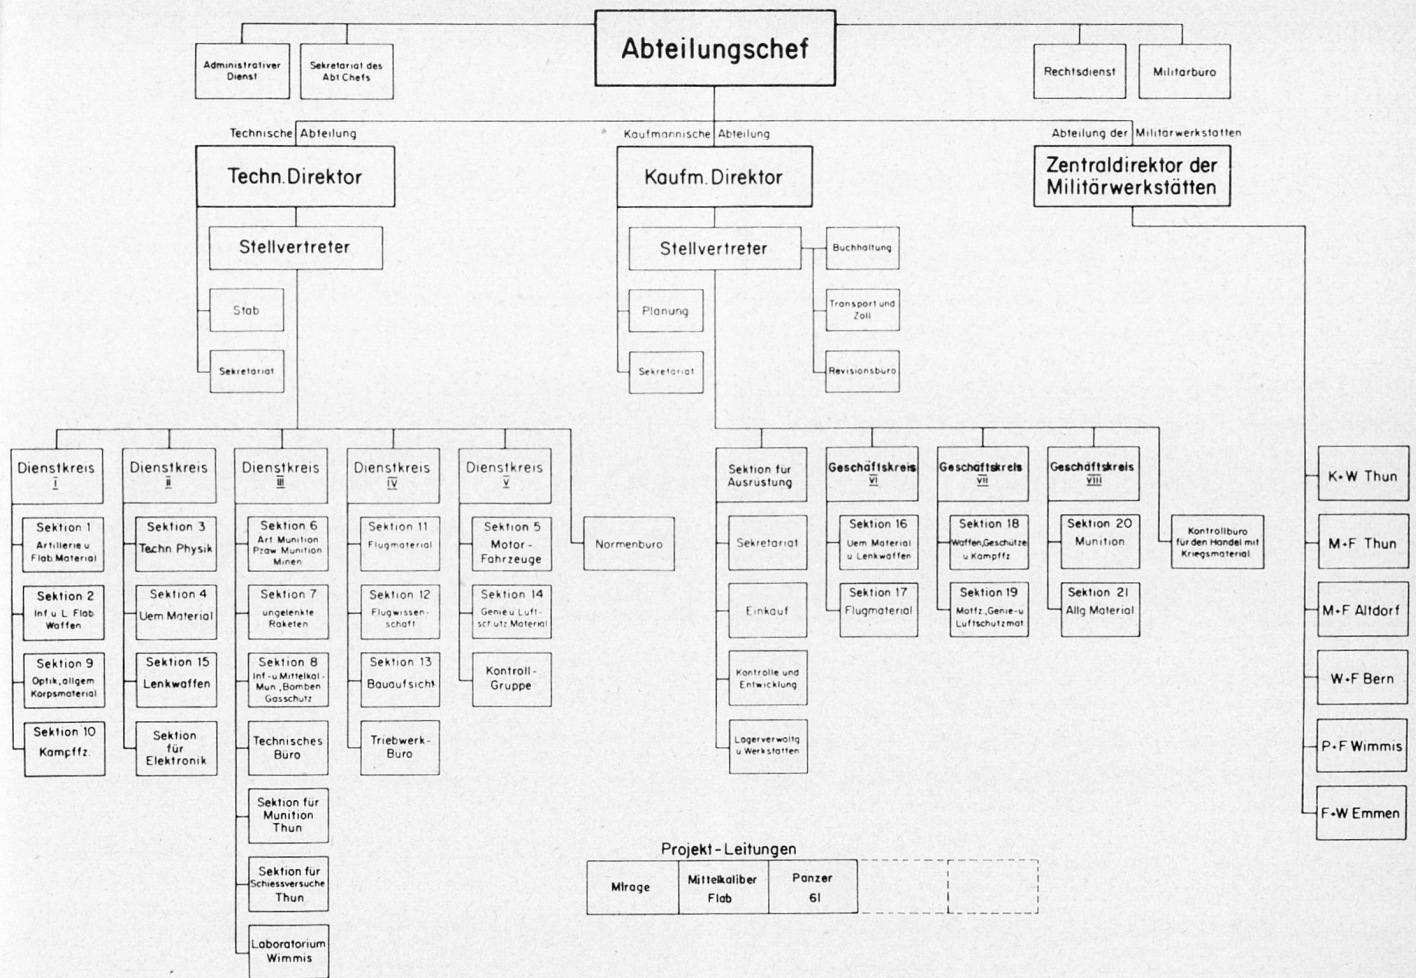 Abteilungschef
Administrativer
Dienst
Sekretariat des
Abt Chefs
Rechtsdienst
Militarburo
Technische Abteilung
Kaufmannische Abteilung
Abteilung der Militarwerkstatten
Techn. Direktor
Kaufm. Direktor
Zentraldirektor der
Militärwerkstätten
Stellvertreter
Stab
Sekretariat
Stellvertreter
Buchhaltung
Planung
Transport und
Zoll
Sekretariat
Revisionsburo
Dienstkreis
I
Sektion 1
Artillerie u
Flab. Material
Sektion 2
Inf. u L. Flab
Waffen
Sektion 9
Optik, allgem
Korpsmaterial
Sektion 10
Kampffz.
Dienstkreis
II
Sektion 3
Techn Physik
Sektion 4
Uem Material
Sektion 15
Lenkwaffen
Sektion
für
Elektronik
Dienstkreis
III
Sektion 6
Art Munition
Pzaw Munition
Minen
Sektion 7
ungelenkte
Raketen
Sektion 8
Inf.-u Mittelkal-
Mun, Bomben
Gasschutz
Technisches
Büro
Sektion für
Munition
Thun
Sektion für
Schiessversuche
Thun
Laboratorium
Wimmis
Dienstkreis
IV
Sektion 11
Flugmaterial
Sektion 12
Flugwissen-
schaft
Sektion 13
Bauaufsicht
Triebwerk-
Büro
Dienstkreis
V
Sektion 5
Motor-
Fahrzeuge
Sektion 14
Genie u Luft-
schutz Material
Kontroll-
Gruppe
Normenburo
Sektion für
Ausrustung
Sekretariat
Einkauf
Kontrolle und
Entwicklung
Lagerverwaltg
u Werkstatten
Geschäftskreis
VI
Sektion 16
Uem Material
u Lenkwaffen
Sektion 17
Flugmaterial
Geschäftskreis
VII
Sektion 18
Waffen, Geschütze
u Kampffz
Sektion 19
Motfz, Genie-u
Luftschutz mat
Geschäftskreis
VIII
Sektion 20
Munition
Sektion 21
Allg Material
Kontrollburo
für den Handel mit
Kriegsmaterial
K+W Thun
M+F Thun
M+F Altdorf
W+F Bern
P+F Wimmis
F+W Emmen
Projekt-Leitungen
Mirage
Mittelkaliber
Flab
Panzer
61